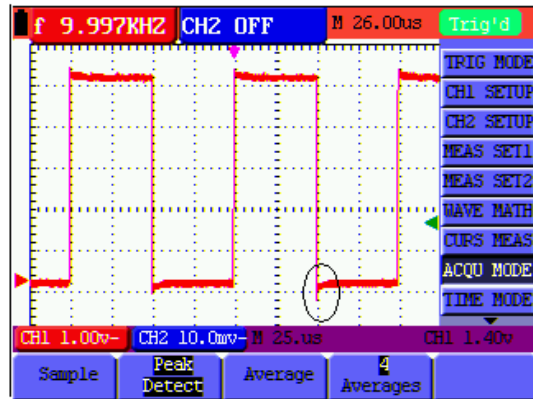 f 9.997KHZ CH2 OFF M 26.00us Trig'd
TRIG MODE
CH1 SETUP
CH2 SETUP
MEAS SET1
MEAS SET2
WAVE MATH
CURS MEAS
ACQU MODE
TIME MODE
CH1 1.00v- CH2 10.0mv- M 25.us CH1 1.40v
Sample Peak Detect Average 4 Averages